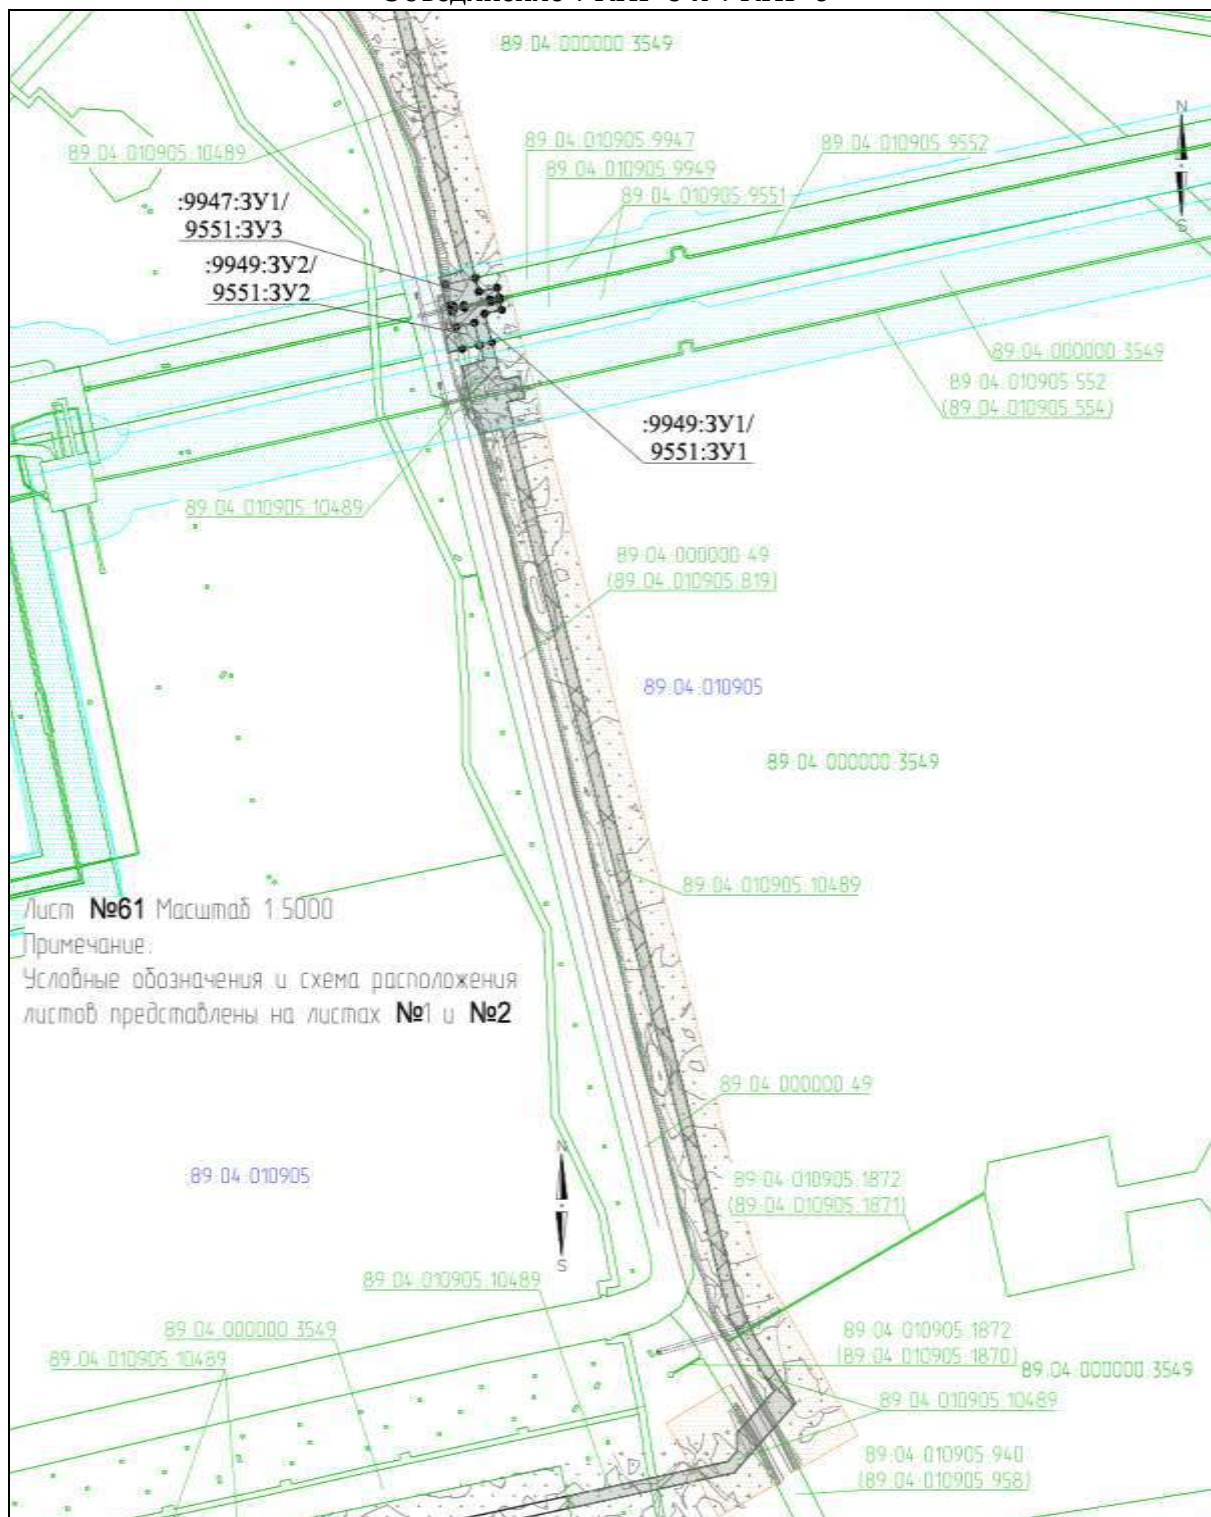 89:04:000000:3549
89:04:010905:10489
89:04:010905:9947
89:04:010905:9552
89:04:010905:9949
89:04:010905:9551
N
S
:9947:ЗУ1/
9551:ЗУ3
:9949:ЗУ2/
9551:ЗУ2
89:04:000000:3549
89:04:010905:552
(89:04:010905:554)
:9949:ЗУ1/
9551:ЗУ1
89:04:010905:10489
89:04:000000:49
(89:04:010905:819)
89:04:010905
89:04:000000:3549
89:04:010905:10489
Лист №61 Масштаб 1:5000
Примечание:
Условные обозначения и схема расположения
листов представлены на листах №1 и №2
89:04:000000:49
89:04:010905
N
S
89:04:010905:1872
(89:04:010905:1871)
89:04:010905:10489
89:04:000000:3549
89:04:010905:10489
89:04:010905:1872
(89:04:010905:1870)
89:04:000000:3549
89:04:010905:10489
89:04:010905:940
(89:04:010905:958)